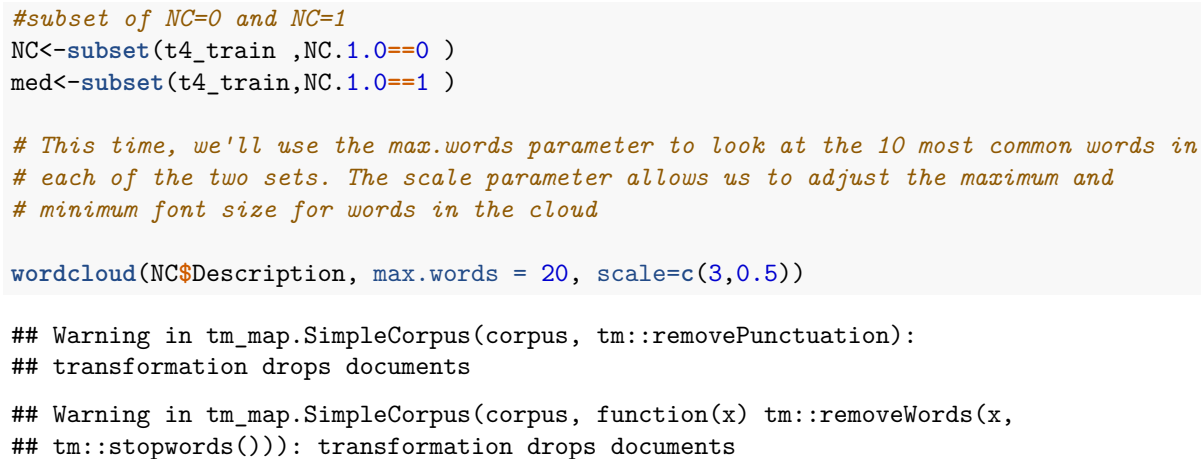 #subset of NC=0 and NC=1
NC<-subset(t4_train ,NC.1.0==0 )
med<-subset(t4_train,NC.1.0==1 )
# This time, we'll use the max.words parameter to look at the 10 most common words in
# each of the two sets. The scale parameter allows us to adjust the maximum and
# minimum font size for words in the cloud
wordcloud(NC$Description, max.words = 20, scale=c(3,0.5))
## Warning in tm_map.SimpleCorpus(corpus, tm::removePunctuation):
## transformation drops documents
## Warning in tm_map.SimpleCorpus(corpus, function(x) tm::removeWords(x,
## tm::stopwords())): transformation drops documents